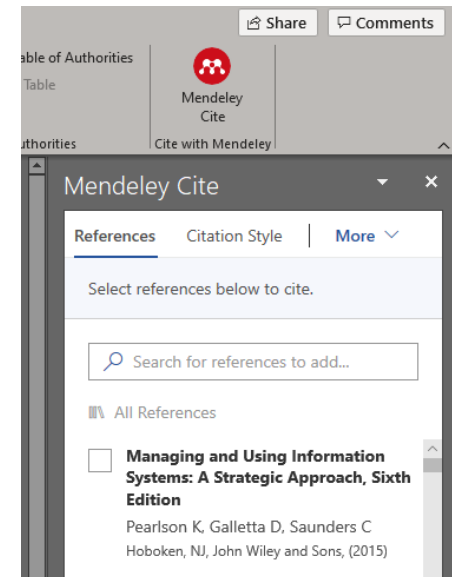 Share Comments
able of Authorities
Table
Mendeley
Cite
uthorities Cite with Mendeley
Mendeley Cite
References Citation Style More
Select references below to cite.
Search for references to add...
All References
Managing and Using Information
Systems: A Strategic Approach, Sixth
Edition
Pearlson K, Galletta D, Saunders C
Hoboken, NJ, John Wiley and Sons, (2015)